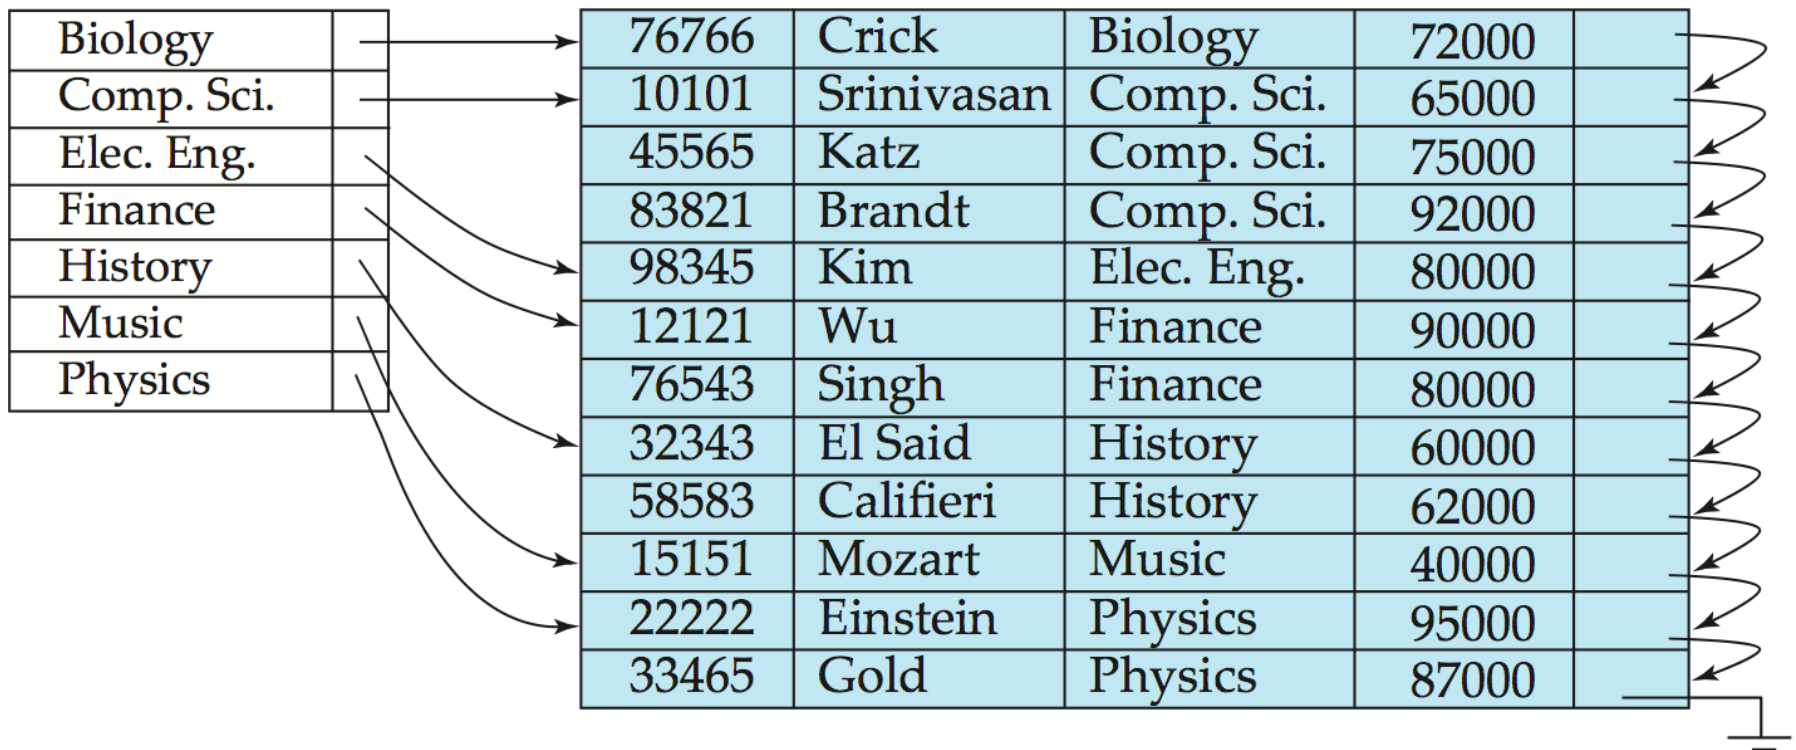 Biology
Comp. Sci.
Elec. Eng.
Finance
History
Music
Physics
76766 Crick Biology 72000
10101 Srinivasan Comp. Sci. 65000
45565 Katz Comp. Sci. 75000
83821 Brandt Comp. Sci. 92000
98345 Kim Elec. Eng. 80000
12121 Wu Finance 90000
76543 Singh Finance 80000
32343 El Said History 60000
58583 Califieri History 62000
15151 Mozart Music 40000
22222 Einstein Physics 95000
33465 Gold Physics 87000